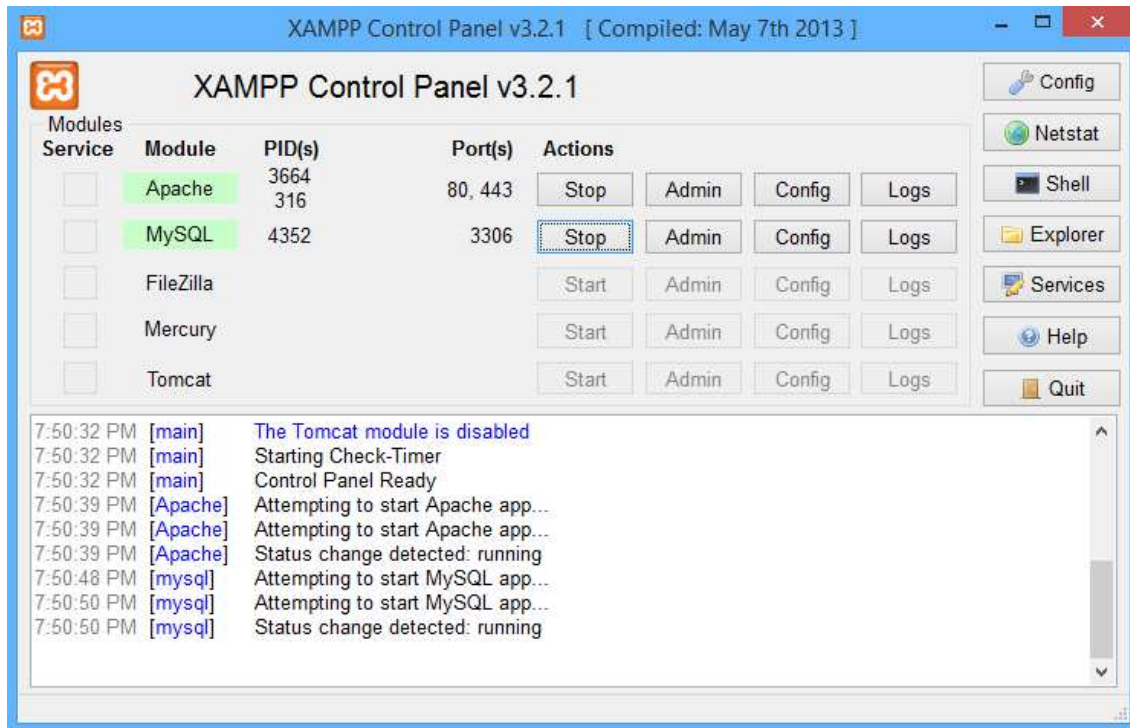 XAMPP Control Panel v3.2.1 [ Compiled: May 7th 2013 ]
XAMPP Control Panel v3.2.1
Config
Modules
Netstat
Service Module PID(s) Port(s) Actions
Apache 3664 316 80, 443 Stop Admin Config Logs
Shell
MySQL 4352 3306 Stop Admin Config Logs
Explorer
FileZilla Start Admin Config Logs
Services
Mercury Start Admin Config Logs
Help
Tomcat Start Admin Config Logs
Quit
7:50:32 PM [main] The Tomcat module is disabled
7:50:32 PM [main] Starting Check-Timer
7:50:32 PM [main] Control Panel Ready
7:50:39 PM [Apache] Attempting to start Apache app...
7:50:39 PM [Apache] Attempting to start Apache app...
7:50:39 PM [Apache] Status change detected: running
7:50:48 PM [mysql] Attempting to start MySQL app...
7:50:50 PM [mysql] Attempting to start MySQL app...
7:50:50 PM [mysql] Status change detected: running